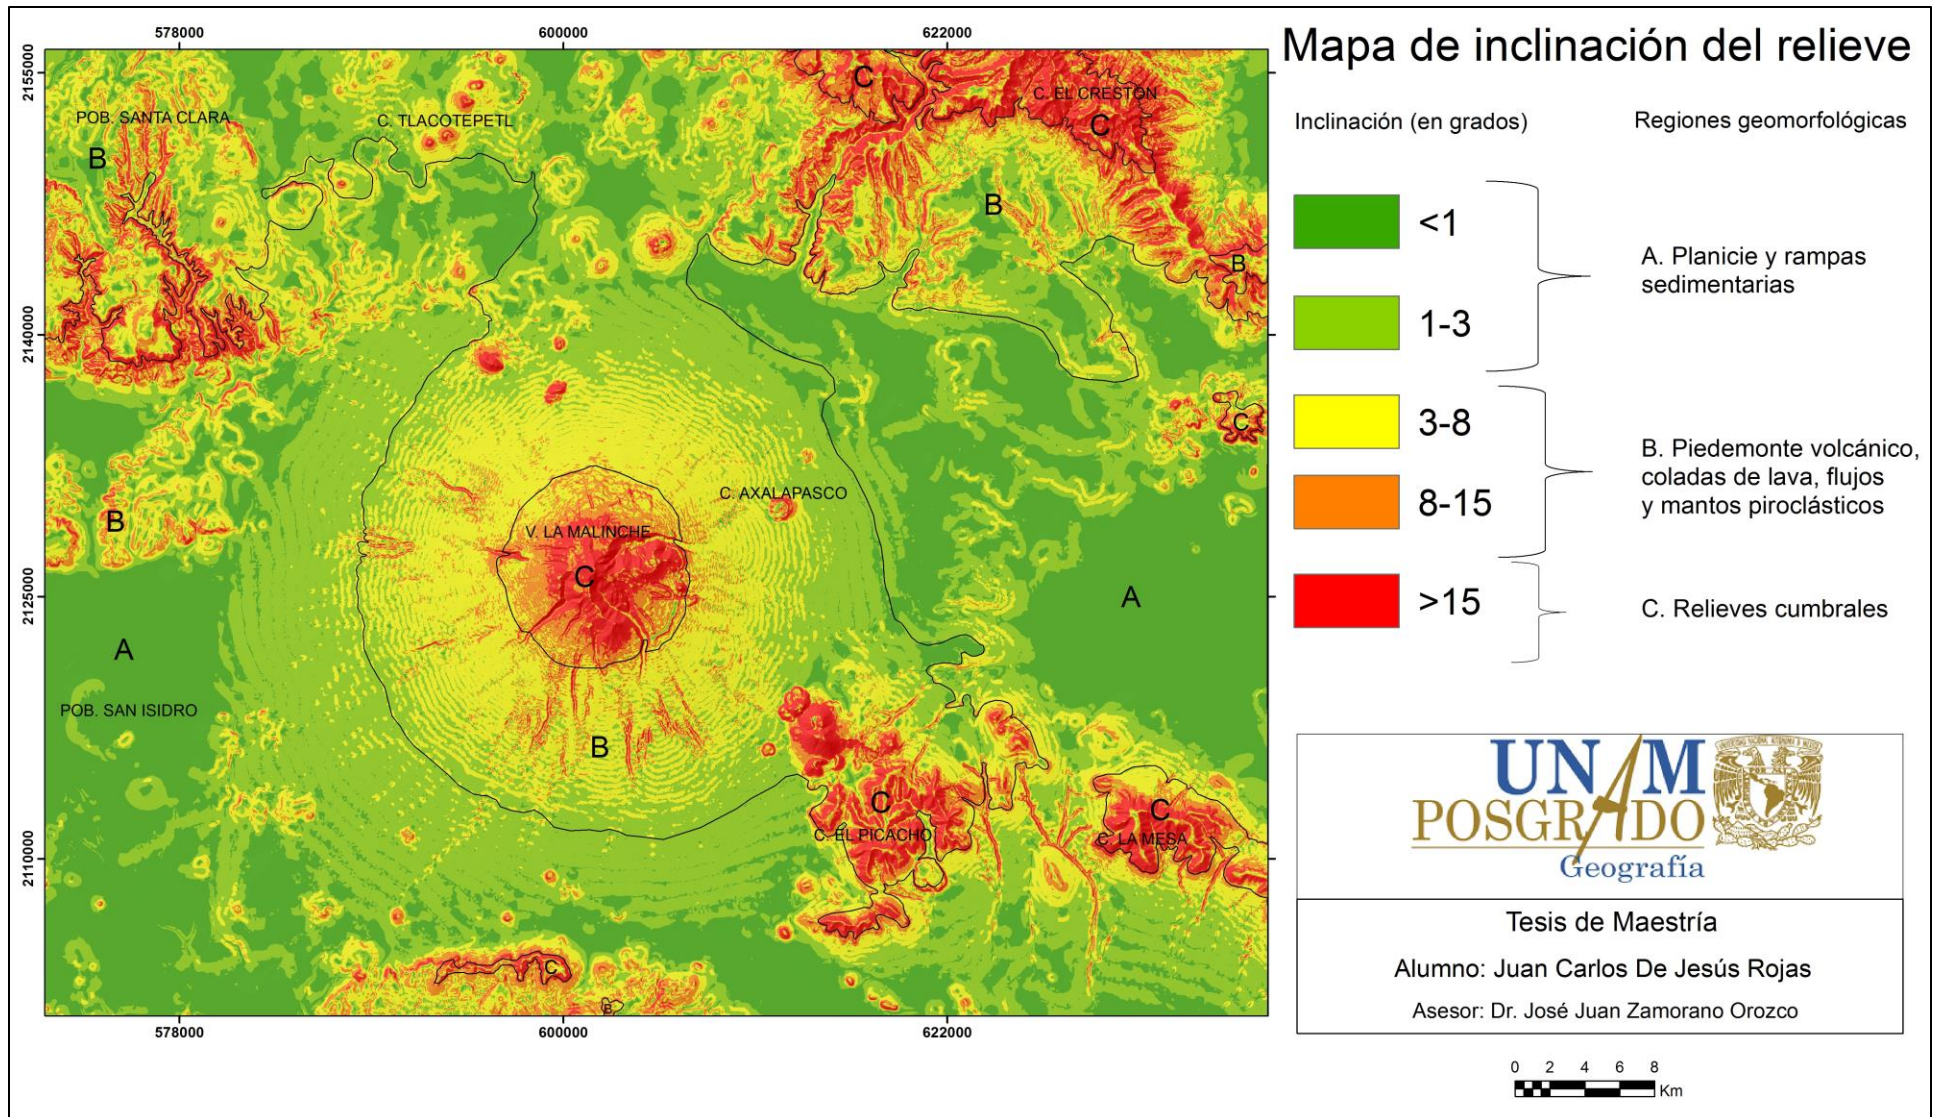 578000
600000
622000
2155000
2140000
2125000
2110000
POB. SANTA CLARA
C. TLACOTEPETL
C
C. EL CRESTON
C
B
B
B
C
B
C. AXALAPASCO
V. LA MALINCHE
C
A
A
POB. SAN ISIDRO
B
C
C. EL PICACHO
C
C. LA MESA
C
B
578000
600000
622000
Mapa de inclinación del relieve
Inclinación (en grados)
Regiones geomorfológicas
<1
1-3
3-8
8-15
>15
A. Planicie y rampas
sedimentarias
B. Piedemonte volcánico,
coladas de lava, flujos
y mantos piroclásticos
C. Relieves cumbrales
UNAM
POSGRADO
Geografía
Tesis de Maestría
Alumno: Juan Carlos De Jesús Rojas
Asesor: Dr. José Juan Zamorano Orozco
0 2 4 6 8
Km